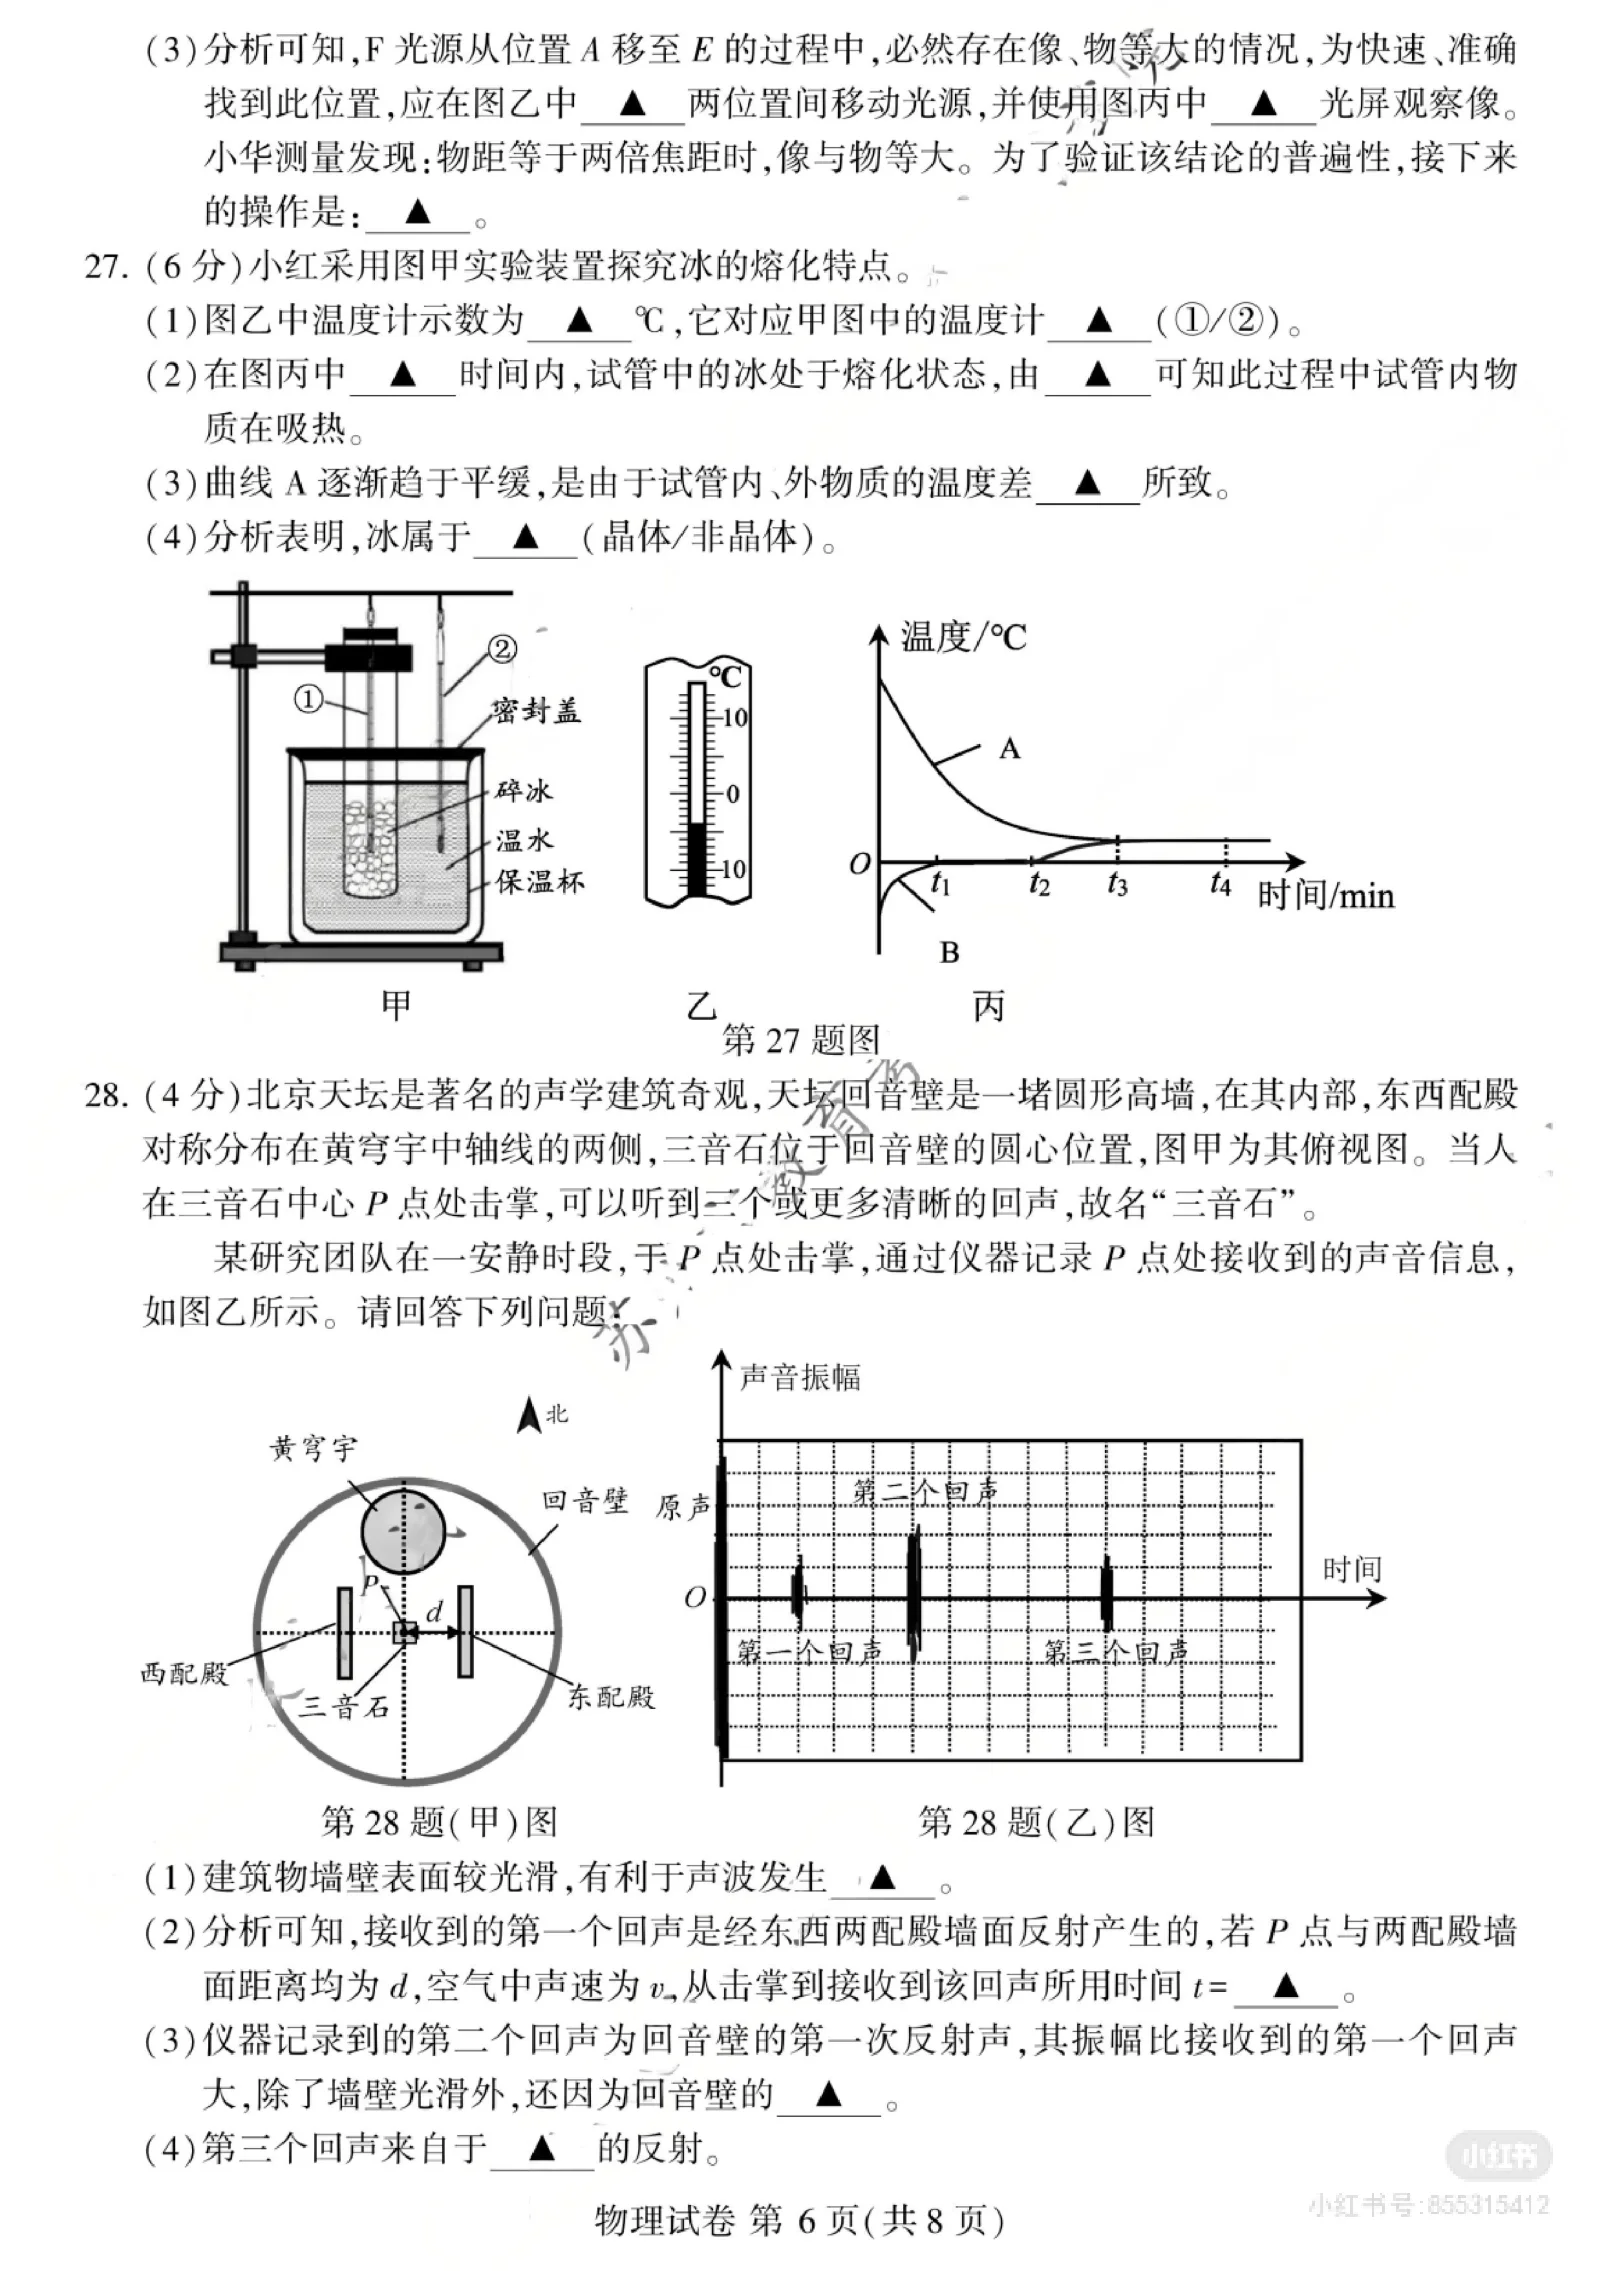 (3)分析可知,F 光源从位置 A 移至 E 的过程中,必然存在像、物等大的情况,为快速、准确
找到此位置,应在图乙中 ▲ 两位置间移动光源,并使用图丙中 ▲ 光屏观察像。
小华测量发现:物距等于两倍焦距时,像与物等大。为了验证该结论的普遍性,接下来
的操作是: ▲ 。
27. (6 分)小红采用图甲实验装置探究冰的熔化特点。
(1)图乙中温度计示数为 ▲ ℃,它对应甲图中的温度计 ▲ (①/②)。
(2)在图丙中 ▲ 时间内,试管中的冰处于熔化状态,由 ▲ 可知此过程中试管内物
质在吸热。
(3)曲线 A 逐渐趋于平缓,是由于试管内、外物质的温度差 ▲ 所致。
(4)分析表明,冰属于 ▲ (晶体/非晶体)。
①
②
密封盖
碎冰
温水
保温杯
甲
℃
10
0
10
乙
温度/℃
A
O
t1
t2
t3
t4
时间/min
B
丙
第 27 题图
28. (4 分)北京天坛是著名的声学建筑奇观,天坛回音壁是一堵圆形高墙,在其内部,东西配殿
对称分布在黄穹宇中轴线的两侧,三音石位于回音壁的圆心位置,图甲为其俯视图。当人
在三音石中心 P 点处击掌,可以听到三个或更多清晰的回声,故名“三音石”。
某研究团队在一安静时段,于 P 点处击掌,通过仪器记录 P 点处接收到的声音信息,
如图乙所示。请回答下列问题:
北
黄穹宇
回音壁
P
d
西配殿
三音石
东配殿
第 28 题(甲)图
声音振幅
原声
第二个回声
O
时间
第一个回声
第三个回声
第 28 题(乙)图
(1)建筑物墙壁表面较光滑,有利于声波发生 ▲ 。
(2)分析可知,接收到的第一个回声是经东西两配殿墙面反射产生的,若 P 点与两配殿墙
面距离均为 d,空气中声速为 v,从击掌到接收到该回声所用时间 t= ▲ 。
(3)仪器记录到的第二个回声为回音壁的第一次反射声,其振幅比接收到的第一个回声
大,除了墙壁光滑外,还因为回音壁的 ▲ 。
(4)第三个回声来自于 ▲ 的反射。
物理试卷 第 6 页(共 8 页)
小红书
小红书号:855315412